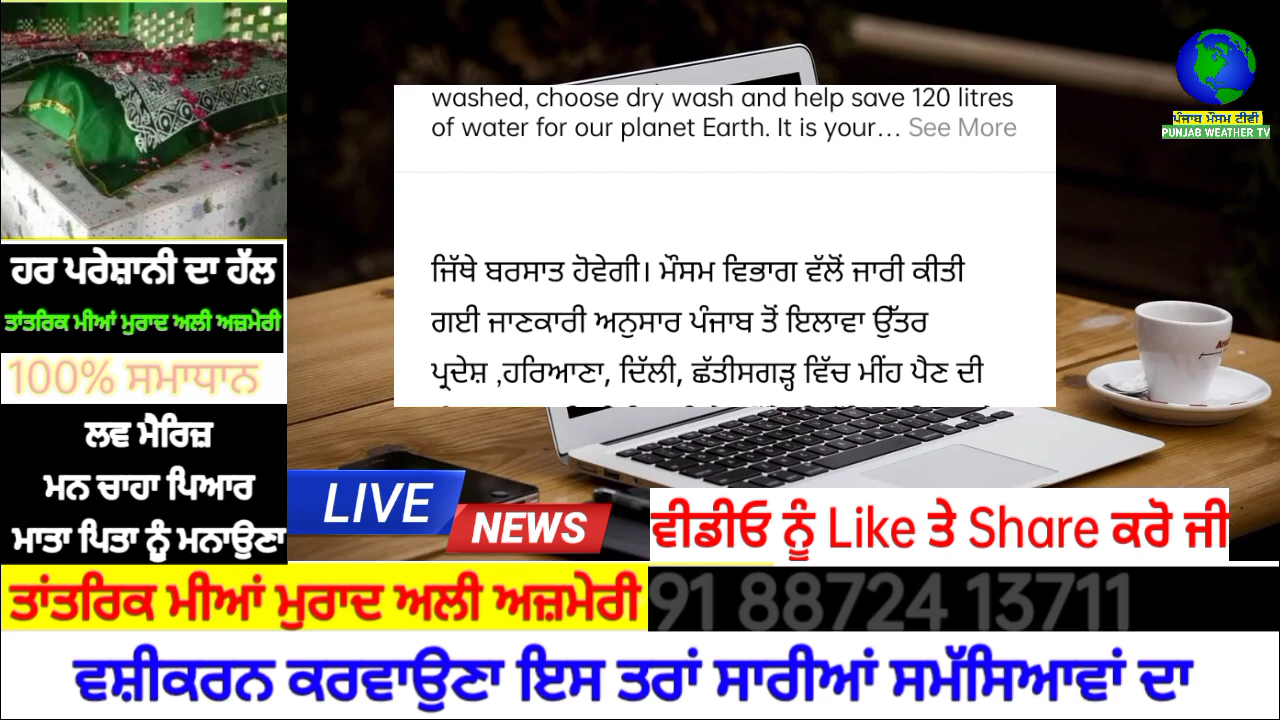 washed, choose dry wash and help save 120 litres
of water for our planet Earth. It is your… See More
ਪੰਜਾਬ ਮੌਸਮ ਟੀਵੀ
PUNJAB WEATHER TV
ਜਿੱਥੇ ਬਰਸਾਤ ਹੋਵੇਗੀ। ਮੌਸਮ ਵਿਭਾਗ ਵੱਲੋਂ ਜਾਰੀ ਕੀਤੀ
ਗਈ ਜਾਣਕਾਰੀ ਅਨੁਸਾਰ ਪੰਜਾਬ ਤੋਂ ਇਲਾਵਾ ਉੱਤਰ
ਪ੍ਰਦੇਸ਼ ,ਹਰਿਆਣਾ, ਦਿੱਲੀ, ਛੱਤੀਸਗੜ੍ਹ ਵਿੱਚ ਮੀਂਹ ਪੈਣ ਦੀ
ਹਰ ਪਰੇਸ਼ਾਨੀ ਦਾ ਹੱਲ
ਤਾਂਤਰਿਕ ਮੀਆਂ ਮੁਰਾਦ ਅਲੀ ਅਜ਼ਮੇਰੀ
100% ਸਮਾਧਾਨ
ਲਵ ਮੈਰਿਜ਼
ਮਨ ਚਾਹਾ ਪਿਆਰ
ਮਾਤਾ ਪਿਤਾ ਨੂੰ ਮਨਾਉਣਾ
LIVE
NEWS
ਵੀਡੀਓ ਨੂੰ Like ਤੇ Share ਕਰੋ ਜੀ
ਤਾਂਤਰਿਕ ਮੀਆਂ ਮੁਰਾਦ ਅਲੀ ਅਜ਼ਮੇਰੀ 91 88724 13711
ਵਸ਼ੀਕਰਨ ਕਰਵਾਉਣਾ ਇਸ ਤਰਾਂ ਸਾਰੀਆਂ ਸਮੱਸਿਆਵਾਂ ਦਾ